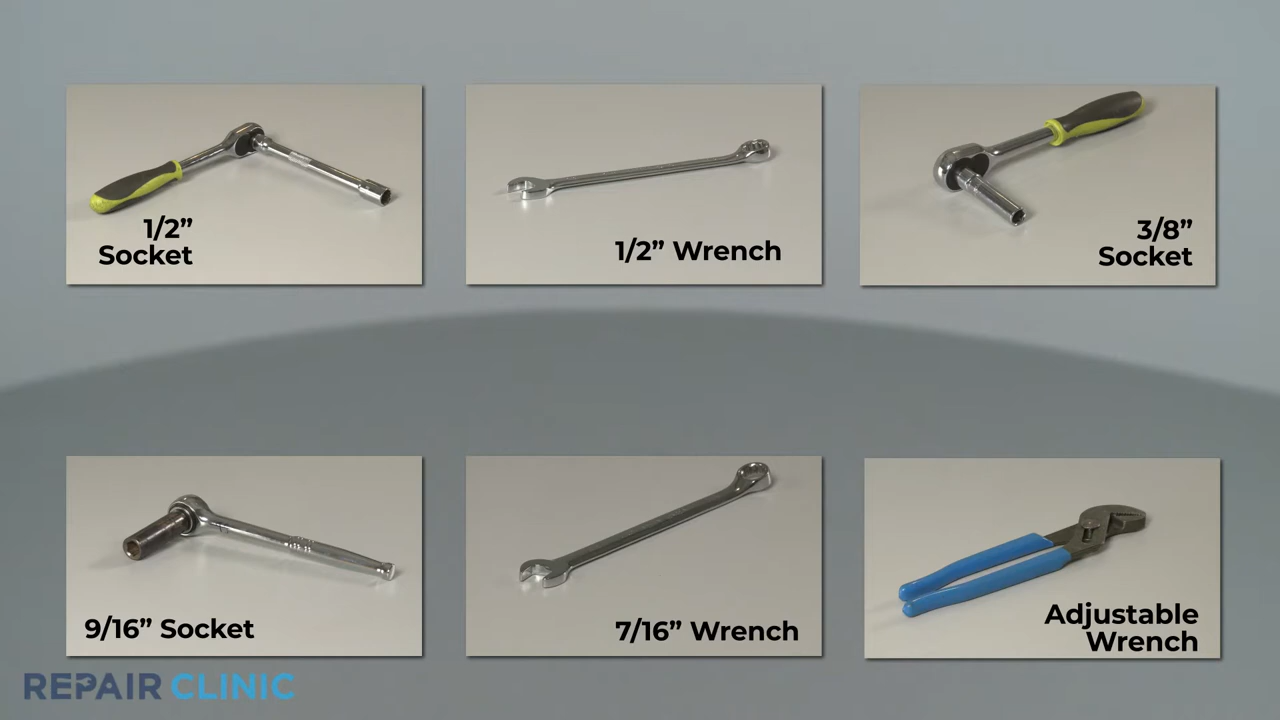 1/2”
Socket
1/2” Wrench
3/8”
Socket
9/16” Socket
7/16” Wrench
Adjustable
Wrench
REPAIR CLINIC